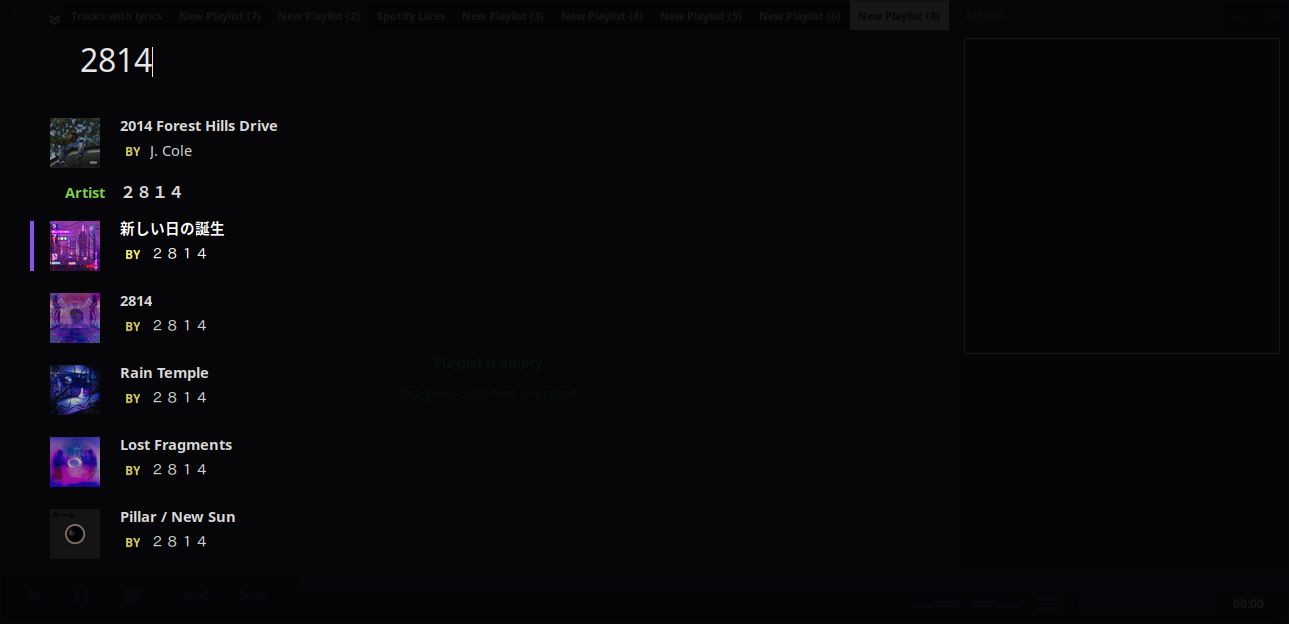 Tracks with lyrics New Playlist (7) New Playlist (2) Spotify Likes New Playlist (3) New Playlist (4) New Playlist (5) New Playlist (6) New Playlist (8) MENU
2814
2014 Forest Hills Drive
BY J. Cole
Artist ２８１４
新しい日の誕生
BY ２８１４
2814
BY ２８１４
Rain Temple
BY ２８１４
Playlist is empty
Drag and drop files to import
Lost Fragments
BY ２８１４
Pillar / New Sun
BY ２８１４
00:00